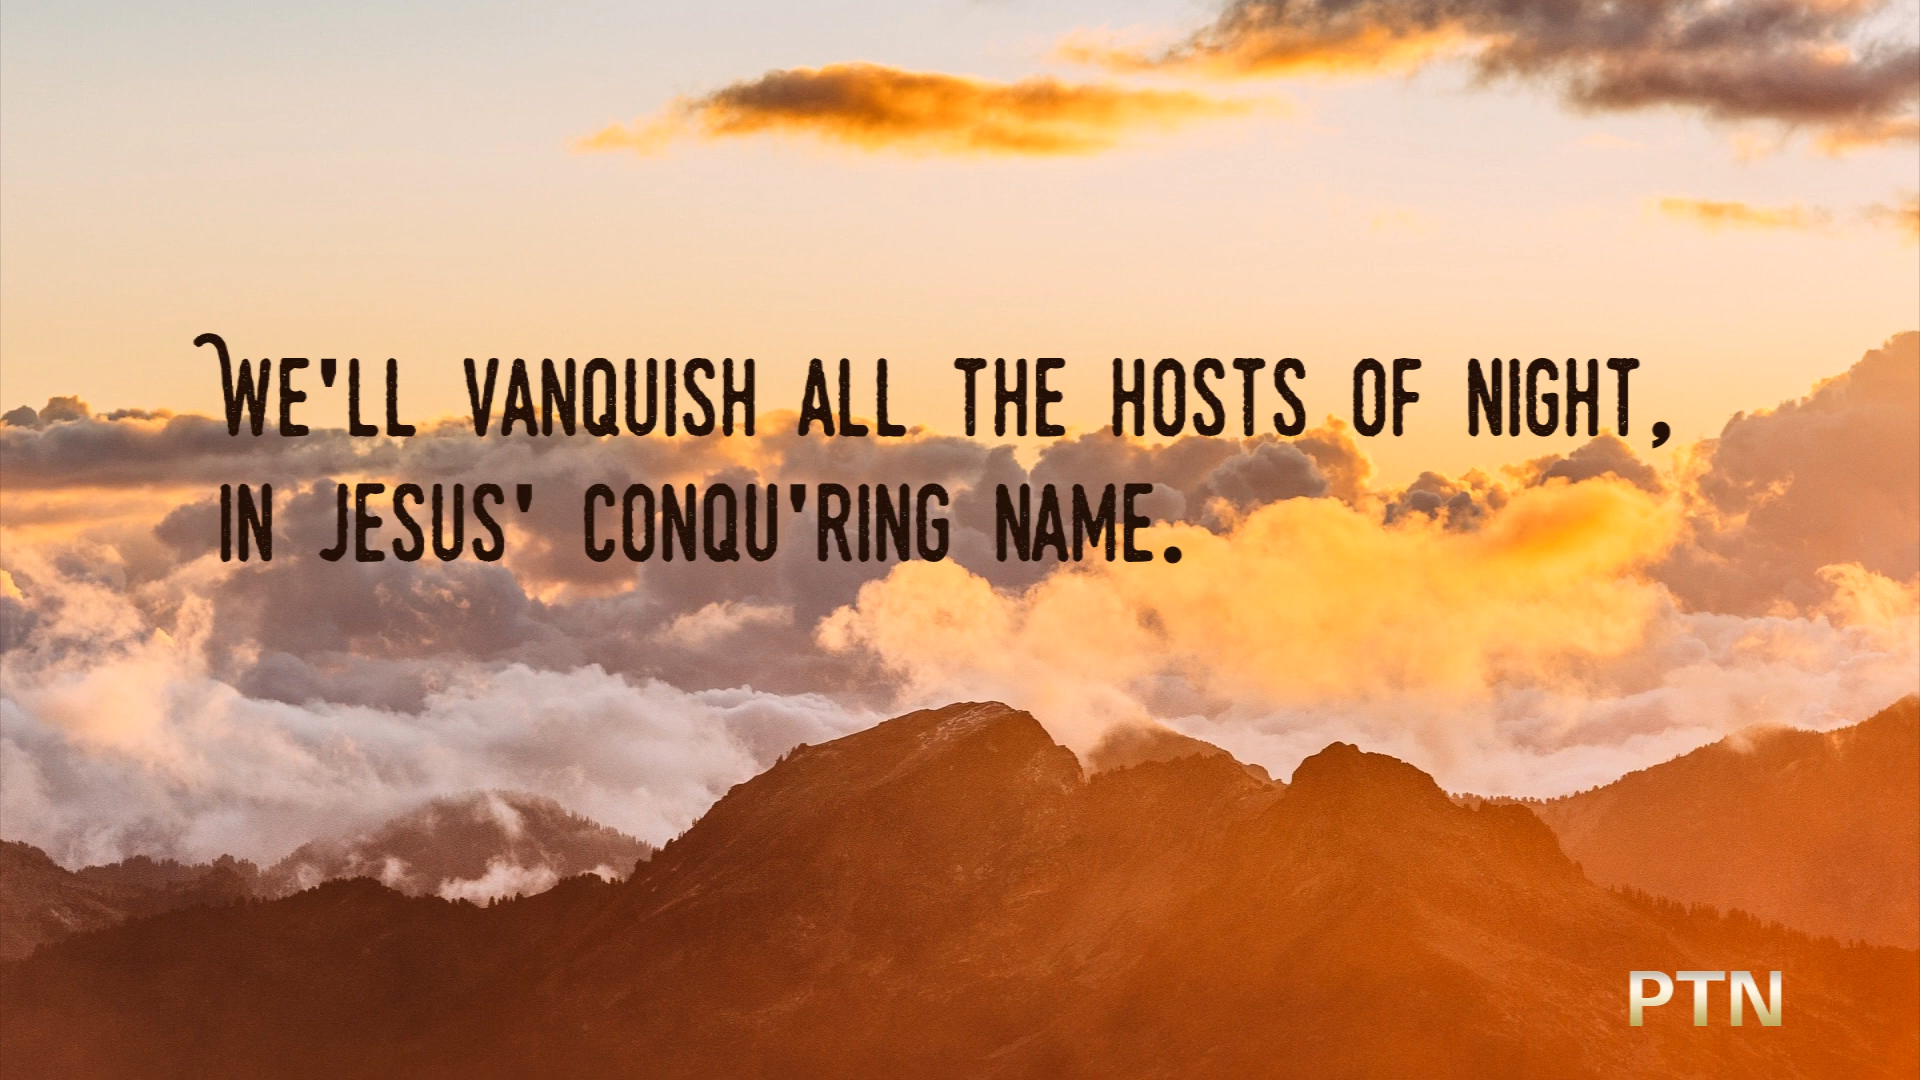 We'll vanquish all the hosts of night,
in Jesus' conqu'ring name.
PTN